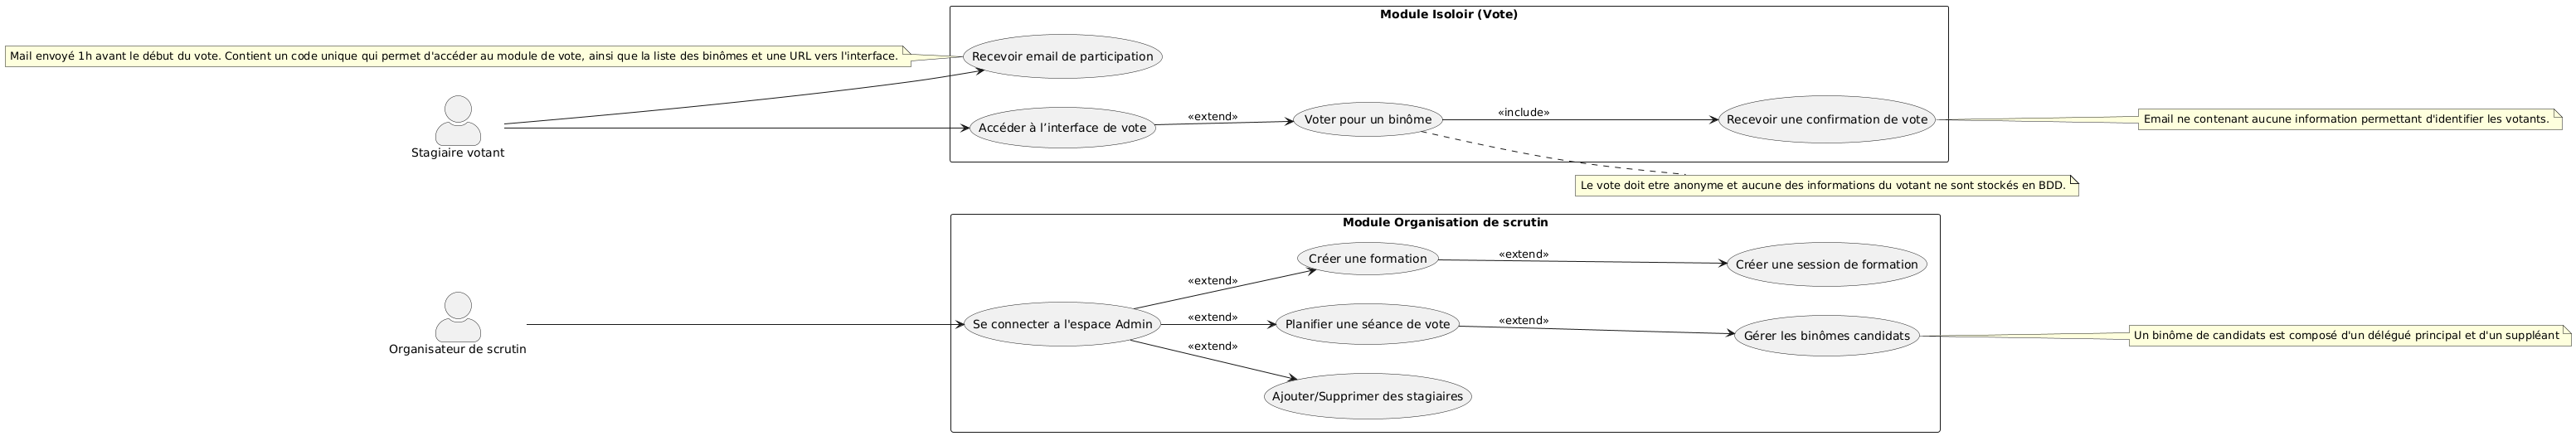 Module Isoloir (Vote)
Mail envoyé 1h avant le début du vote. Contient un code unique qui permet d'accéder au module de vote, ainsi que la liste des binômes et une URL vers l'interface.
Recevoir email de participation
Stagiaire votant
Accéder à l’interface de vote
«extend»
Voter pour un binôme
«include»
Recevoir une confirmation de vote
Email ne contenant aucune information permettant d'identifier les votants.
Le vote doit etre anonyme et aucune des informations du votant ne sont stockés en BDD.
Module Organisation de scrutin
Organisateur de scrutin
Se connecter a l'espace Admin
«extend»
Créer une formation
«extend»
Créer une session de formation
«extend»
Planifier une séance de vote
«extend»
Gérer les binômes candidats
Un binôme de candidats est composé d'un délégué principal et d'un suppléant
«extend»
Ajouter/Supprimer des stagiaires